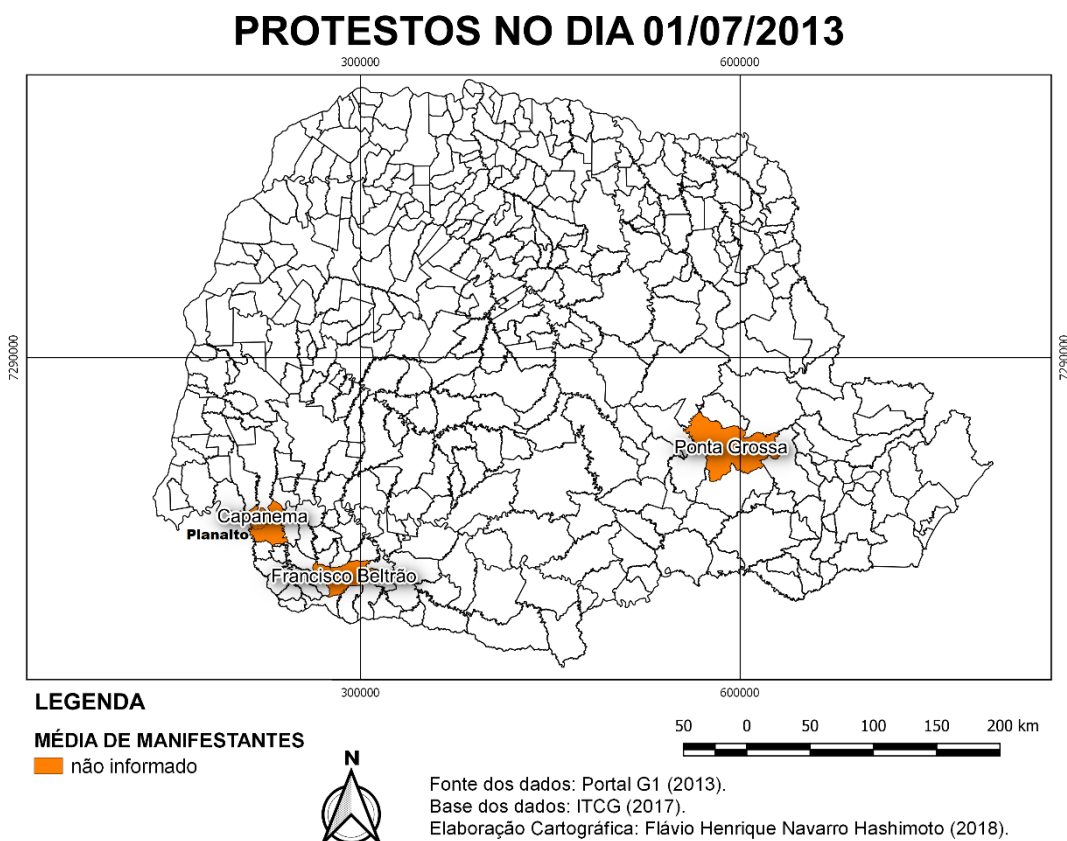 PROTESTOS NO DIA 01/07/2013
300000 600000
7290000 7290000
Ponta Grossa
Capanema
Planalto
Francisco Beltrão
300000 600000
LEGENDA
MÉDIA DE MANIFESTANTES
não informado
50 0 50 100 150 200 km
N
Fonte dos dados: Portal G1 (2013).
Base dos dados: ITCG (2017).
Elaboração Cartográfica: Flávio Henrique Navarro Hashimoto (2018).